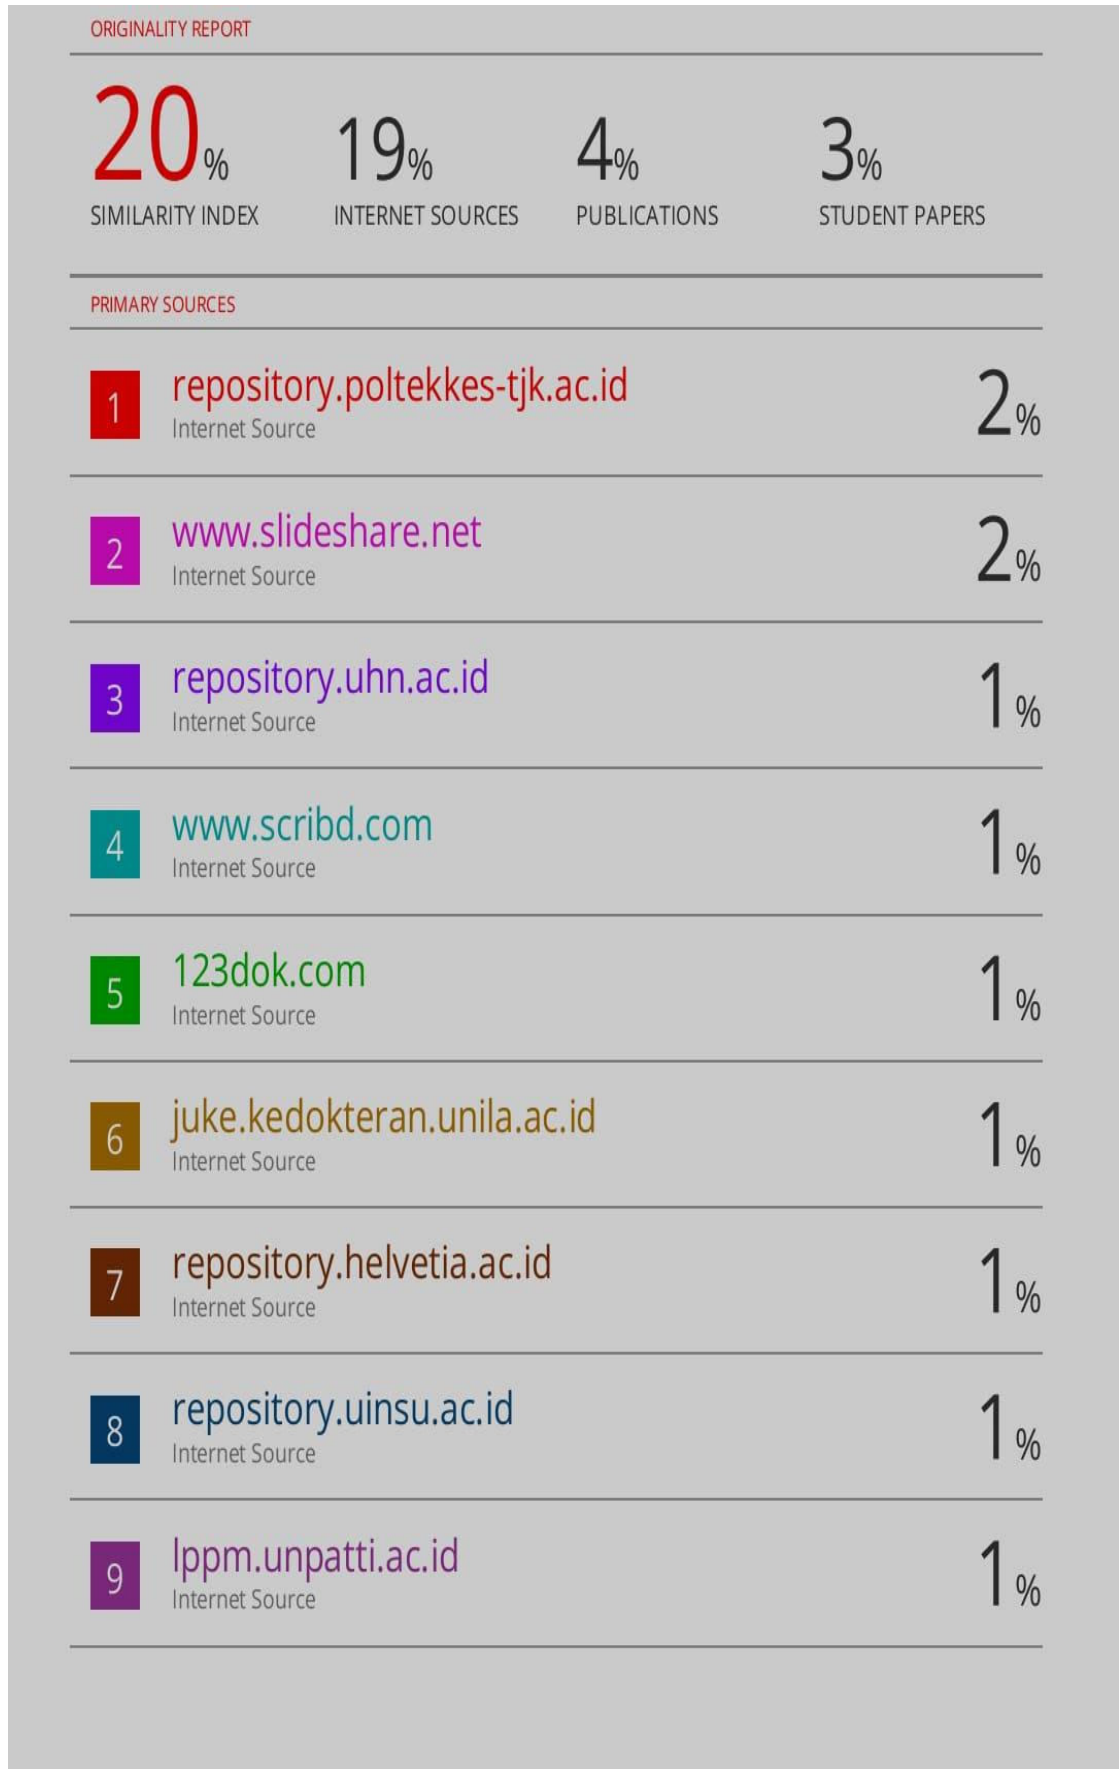 ORIGINALITY REPORT
20% 19% 4% 3%
SIMILARITY INDEX INTERNET SOURCES PUBLICATIONS STUDENT PAPERS
PRIMARY SOURCES
1 repository.poltekkes-tjk.ac.id 2%
Internet Source
2 www.slideshare.net 2%
Internet Source
3 repository.uhn.ac.id 1%
Internet Source
4 www.scribd.com 1%
Internet Source
5 123dok.com 1%
Internet Source
6 juke.kedokteran.unila.ac.id 1%
Internet Source
7 repository.helvetia.ac.id 1%
Internet Source
8 repository.uinsu.ac.id 1%
Internet Source
9 lppm.unpatti.ac.id 1%
Internet Source